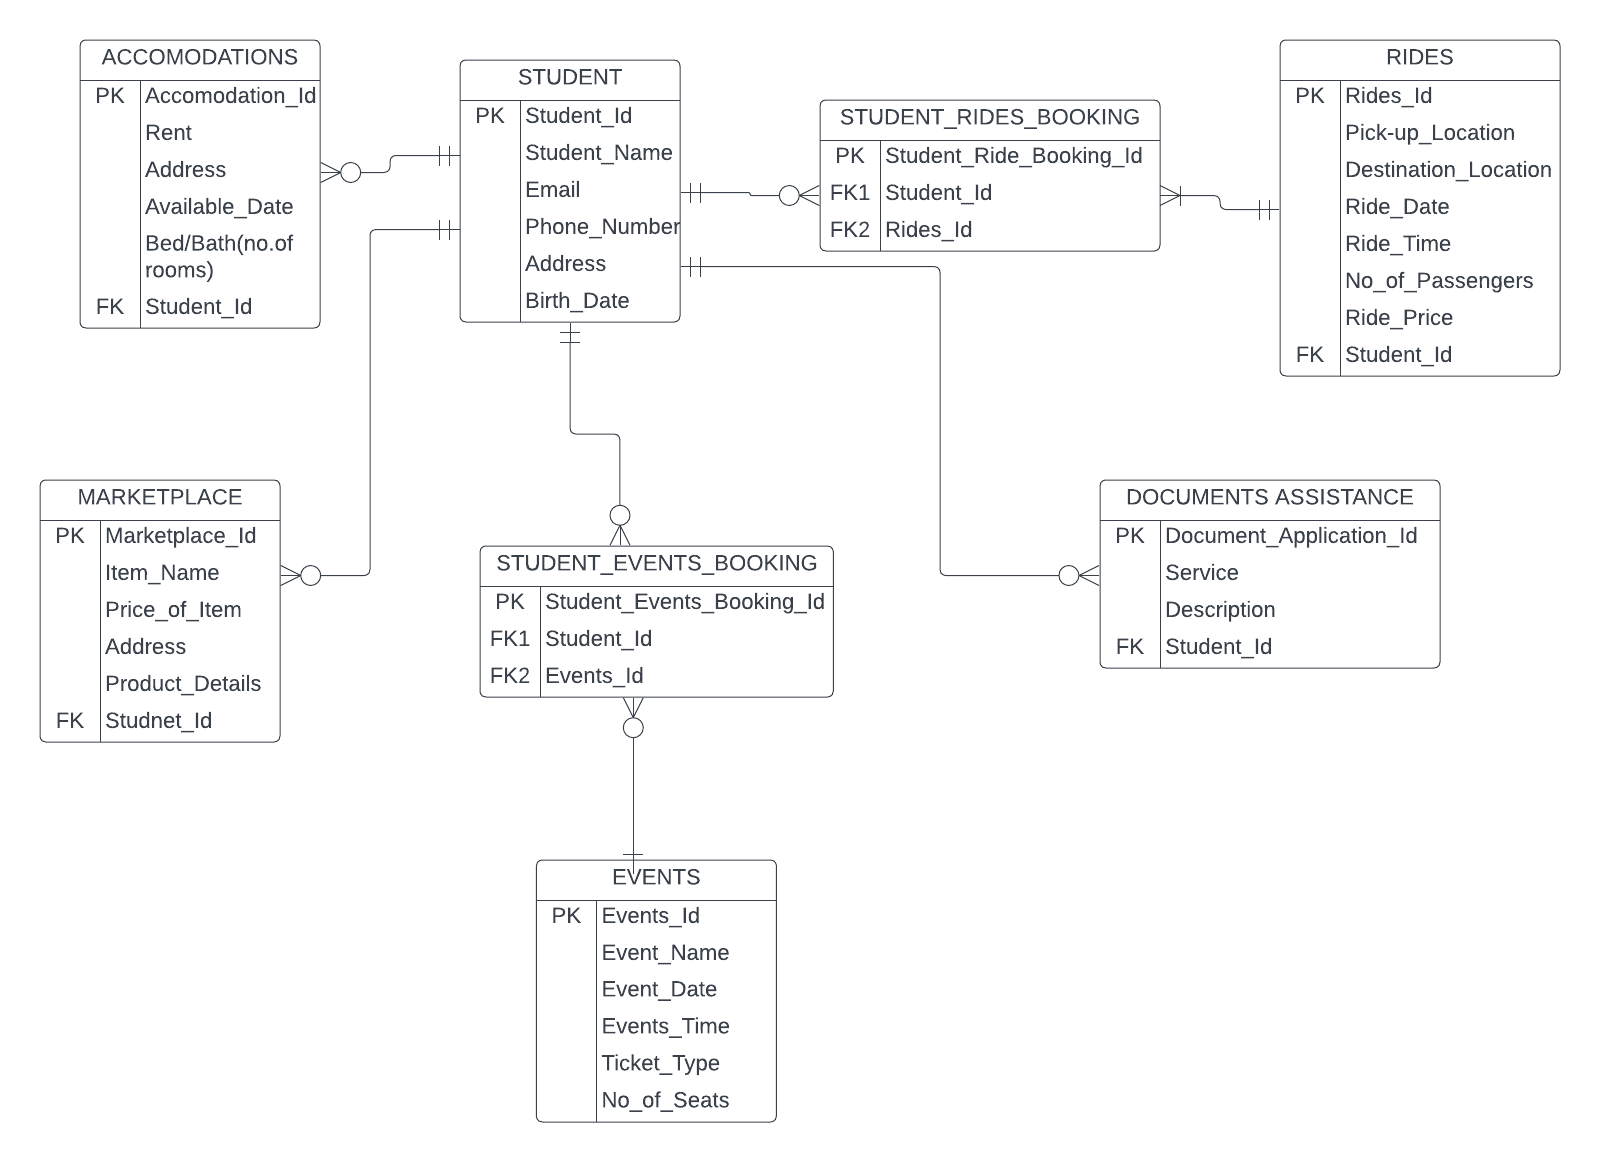 ACCOMODATIONS
PK Accomodation_Id
Rent
Address
Available_Date
Bed/Bath(no.of
rooms)
FK Student_Id
STUDENT
PK Student_Id
Student_Name
Email
Phone_Number
Address
Birth_Date
STUDENT_RIDES_BOOKING
PK Student_Ride_Booking_Id
FK1 Student_Id
FK2 Rides_Id
RIDES
PK Rides_Id
Pick-up_Location
Destination_Location
Ride_Date
Ride_Time
No_of_Passengers
Ride_Price
FK Student_Id
MARKETPLACE
PK Marketplace_Id
Item_Name
Price_of_Item
Address
Product_Details
FK Studnet_Id
STUDENT_EVENTS_BOOKING
PK Student_Events_Booking_Id
FK1 Student_Id
FK2 Events_Id
DOCUMENTS ASSISTANCE
PK Document_Application_Id
Service
Description
FK Student_Id
EVENTS
PK Events_Id
Event_Name
Event_Date
Events_Time
Ticket_Type
No_of_Seats